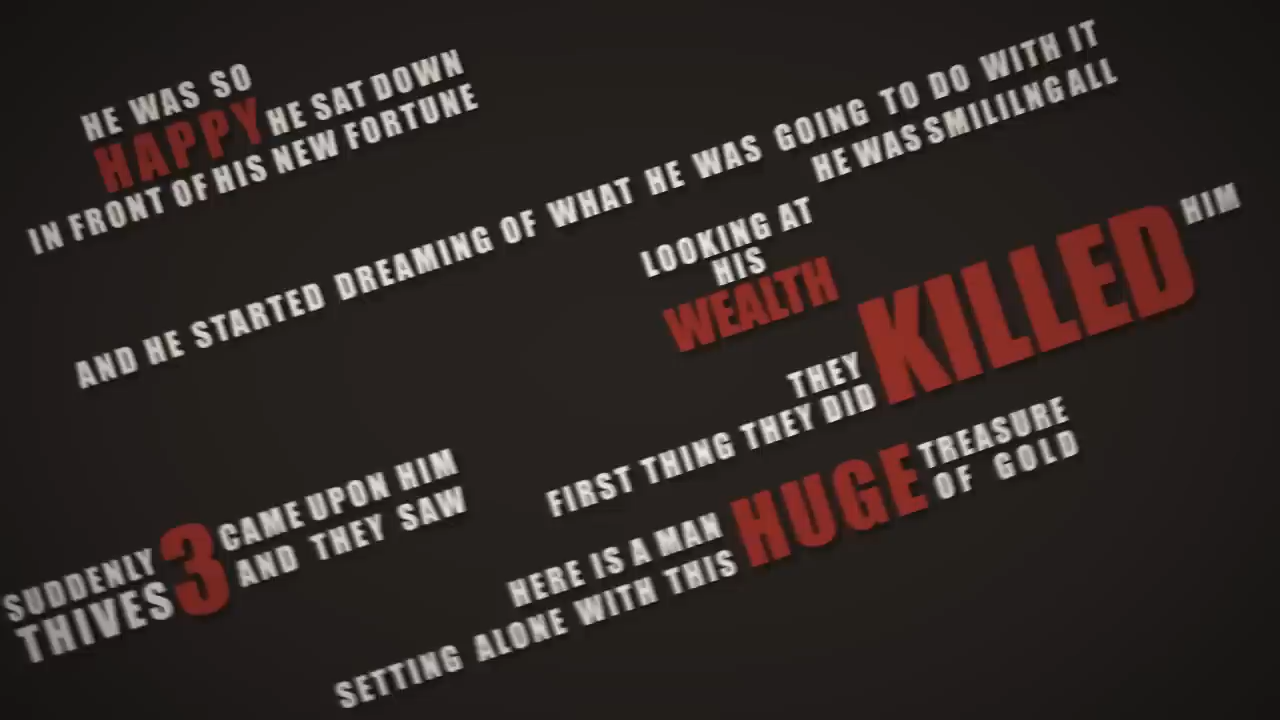 HE WAS SO
HAPPY HE SAT DOWN
IN FRONT OF HIS NEW FORTUNE
AND HE STARTED DREAMING OF WHAT HE WAS GOING TO DO WITH IT
HE WAS SMILILNG ALL
LOOKING AT
HIS
WEALTH
SUDDENLY 3 CAME UPON HIM
THIVES AND THEY SAW
HERE IS A MAN HUGE TREASURE
SETTING ALONE WITH THIS OF GOLD
THEY KILLED HIM
FIRST THING THEY DID